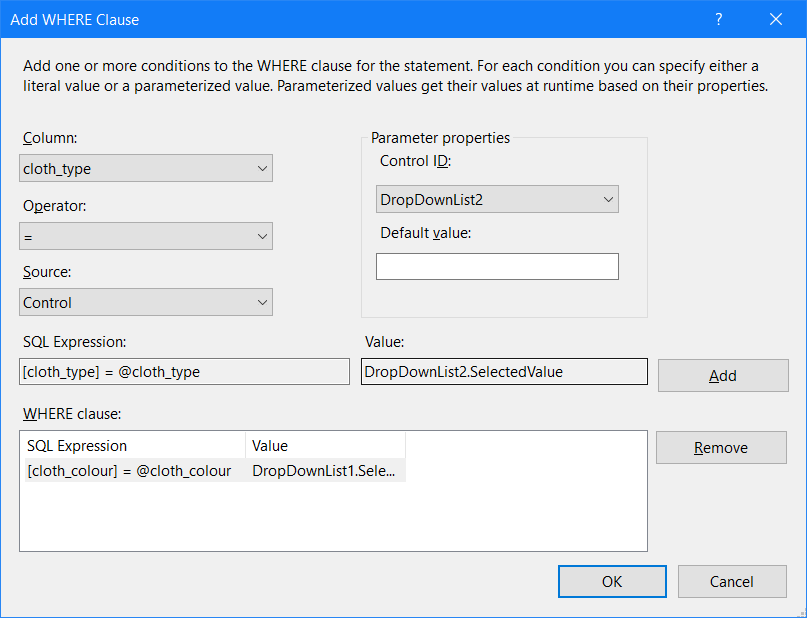 Add WHERE Clause
?
Add one or more conditions to the WHERE clause for the statement. For each condition you can specify either a
literal value or a parameterized value. Parameterized values get their values at runtime based on their properties.
Column:
cloth_type
Operator:
=
Source:
Control
Parameter properties
Control ID:
DropDownList2
Default value:
SQL Expression:
[cloth_type] = @cloth_type
Value:
DropDownList2.SelectedValue
Add
WHERE clause:
SQL Expression Value
[cloth_colour] = @cloth_colour DropDownList1.Sele...
Remove
OK
Cancel